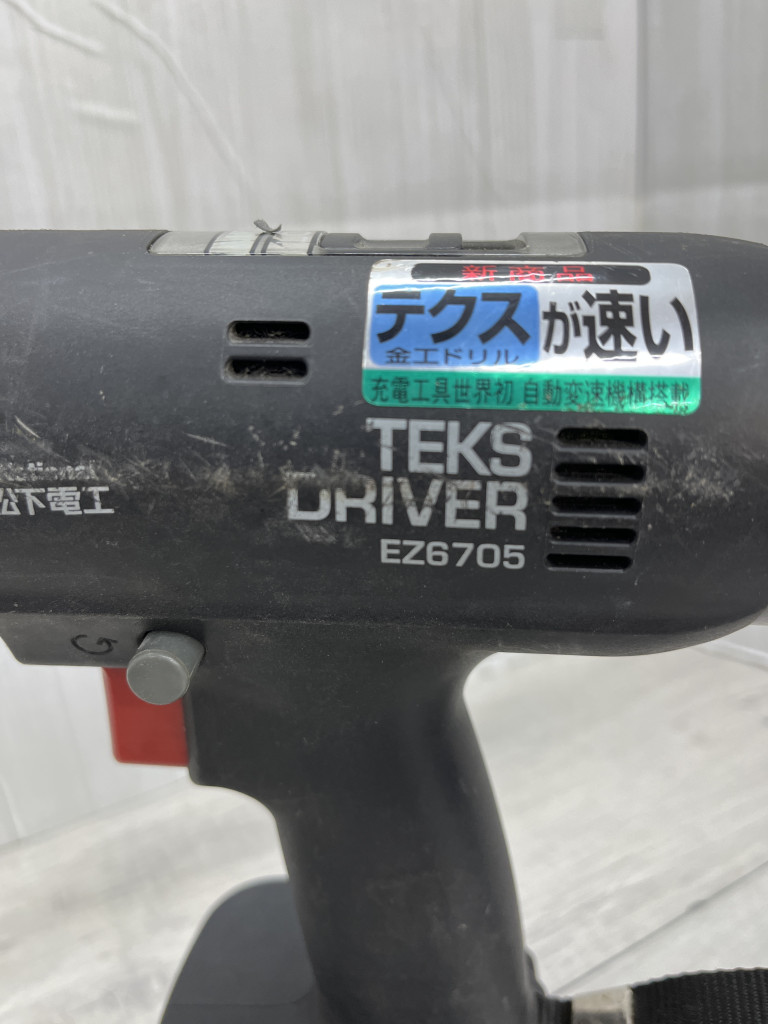 新商品
テクスが速い
金工ドリル
充電工具世界初 自動変速機構搭載
TEKS
DRIVER
EZ6705
National
松下電工